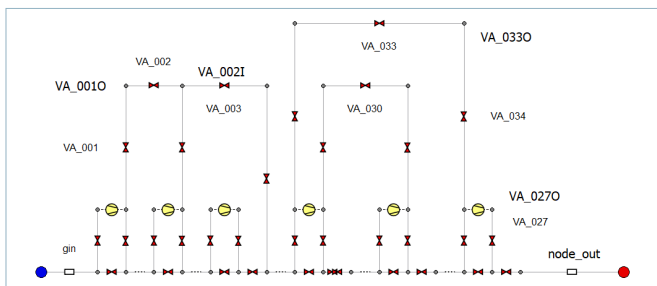 VA_033O
VA_033
VA_002
VA_002I
VA_001O
VA_003
VA_030
VA_034
VA_001
VA_027O
VA_027
gin
node_out